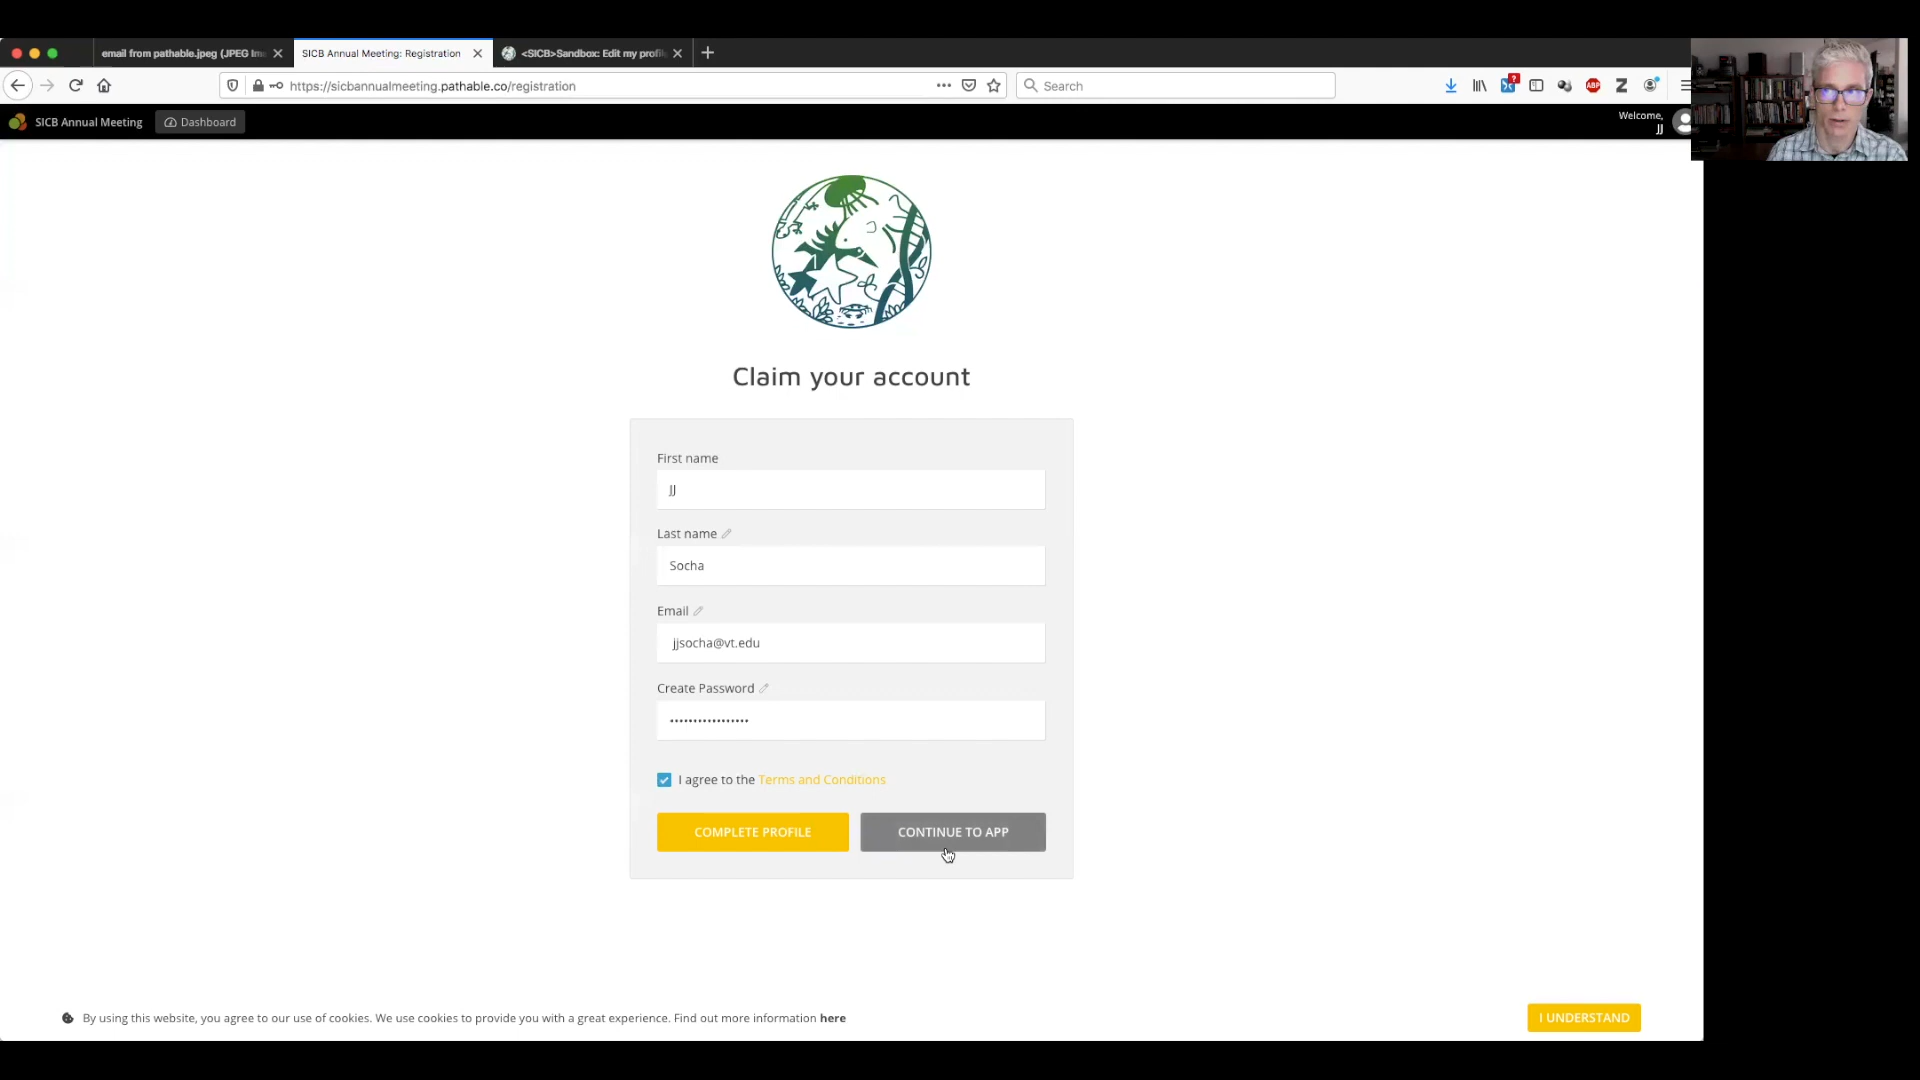 email from pathable.jpeg (JPEG Im
SICB Annual Meeting: Registration
<SICB>Sandbox: Edit my profi
https://sicbannualmeeting.pathable.co/registration
Search
?
ABP
Z
SICB Annual Meeting
Dashboard
Welcome,
JJ
Claim your account
First name
JJ
Last name
Socha
Email
jjsocha@vt.edu
Create Password
•••••••••••••••••
I agree to the Terms and Conditions
COMPLETE PROFILE
CONTINUE TO APP
By using this website, you agree to our use of cookies. We use cookies to provide you with a great experience. Find out more information here
I UNDERSTAND